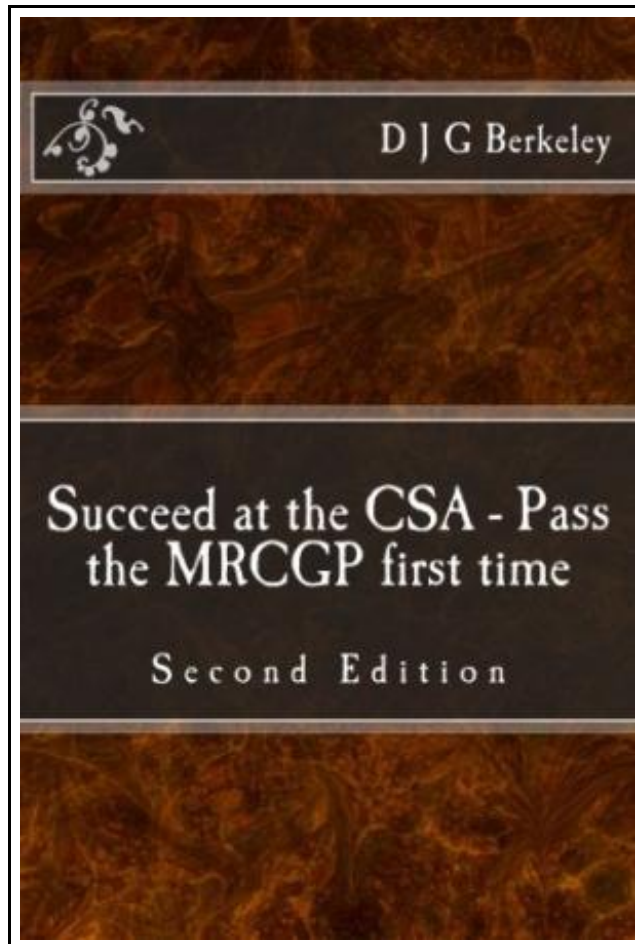 D J G Berkeley
Succeed at the CSA - Pass
the MRCGP first time
Second Edition